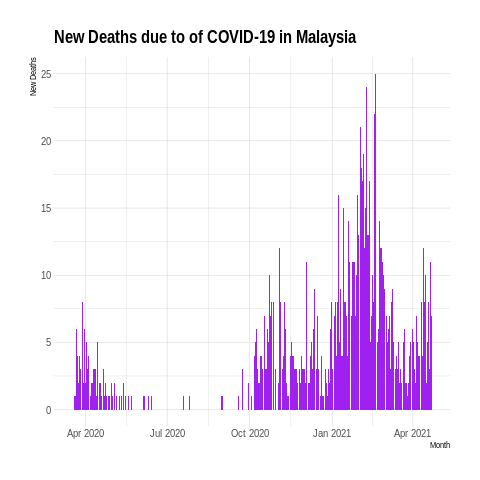 New Deaths due to of COVID-19 in Malaysia
New Deaths
25
20
15
10
5
0
Apr 2020 Jul 2020 Oct 2020 Jan 2021 Apr 2021
Month